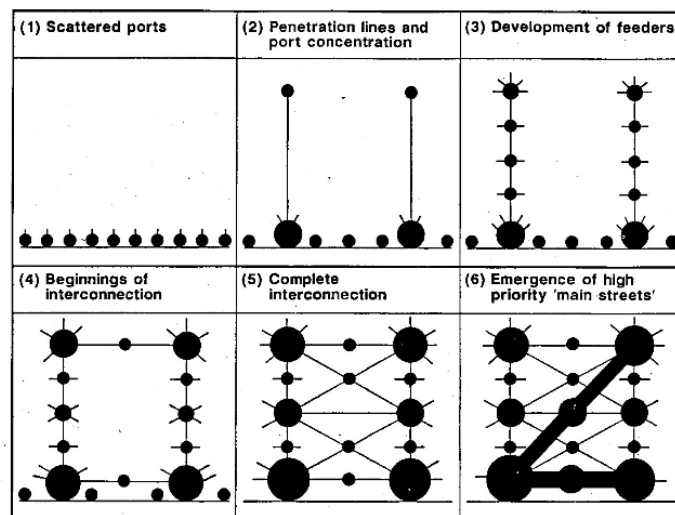 (1) Scattered ports
(2) Penetration lines and
port concentration
(3) Development of feeders
(4) Beginnings of
interconnection
(5) Complete
interconnection
(6) Emergence of high
priority 'main streets'